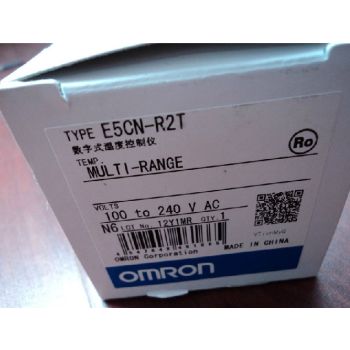 TYPE E5CN-R2T
数字式温度控制仪
Ro
TEMP.
MULTI-RANGE
VOLTS
100 to 240 V AC
N6 LOT No. 12Y1MR QTY.1
OMRON Corporation
MADE IN CHINA
OMRON